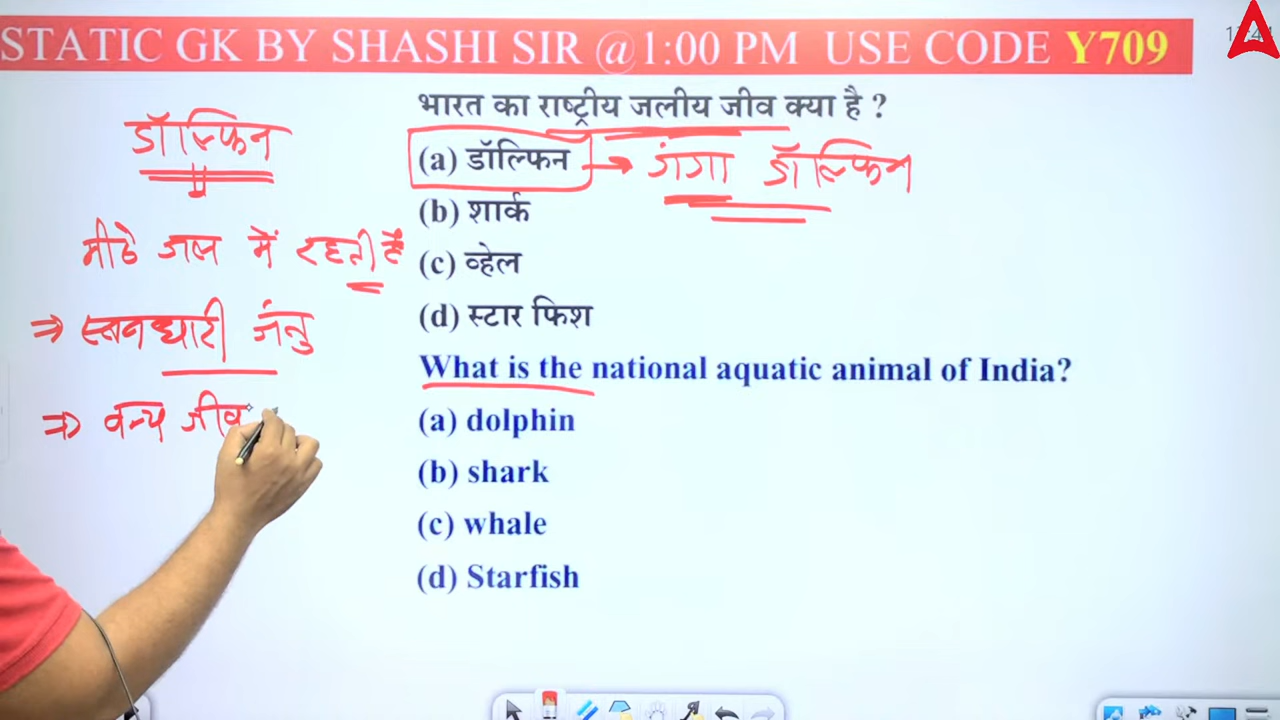 STATIC GK BY SHASHI SIR @1:00 PM USE CODE Y709
भारत का राष्ट्रीय जलीय जीव क्या है ?
(a) डॉल्फिन → गंगा डॉल्फिन
(b) शार्क
(c) व्हेल
(d) स्टार फिश
What is the national aquatic animal of India?
(a) dolphin
(b) shark
(c) whale
(d) Starfish
डॉल्फिन
मीठे जल में रहती है
⇒ स्तनधारी जंतु
⇒ वन्य जीव